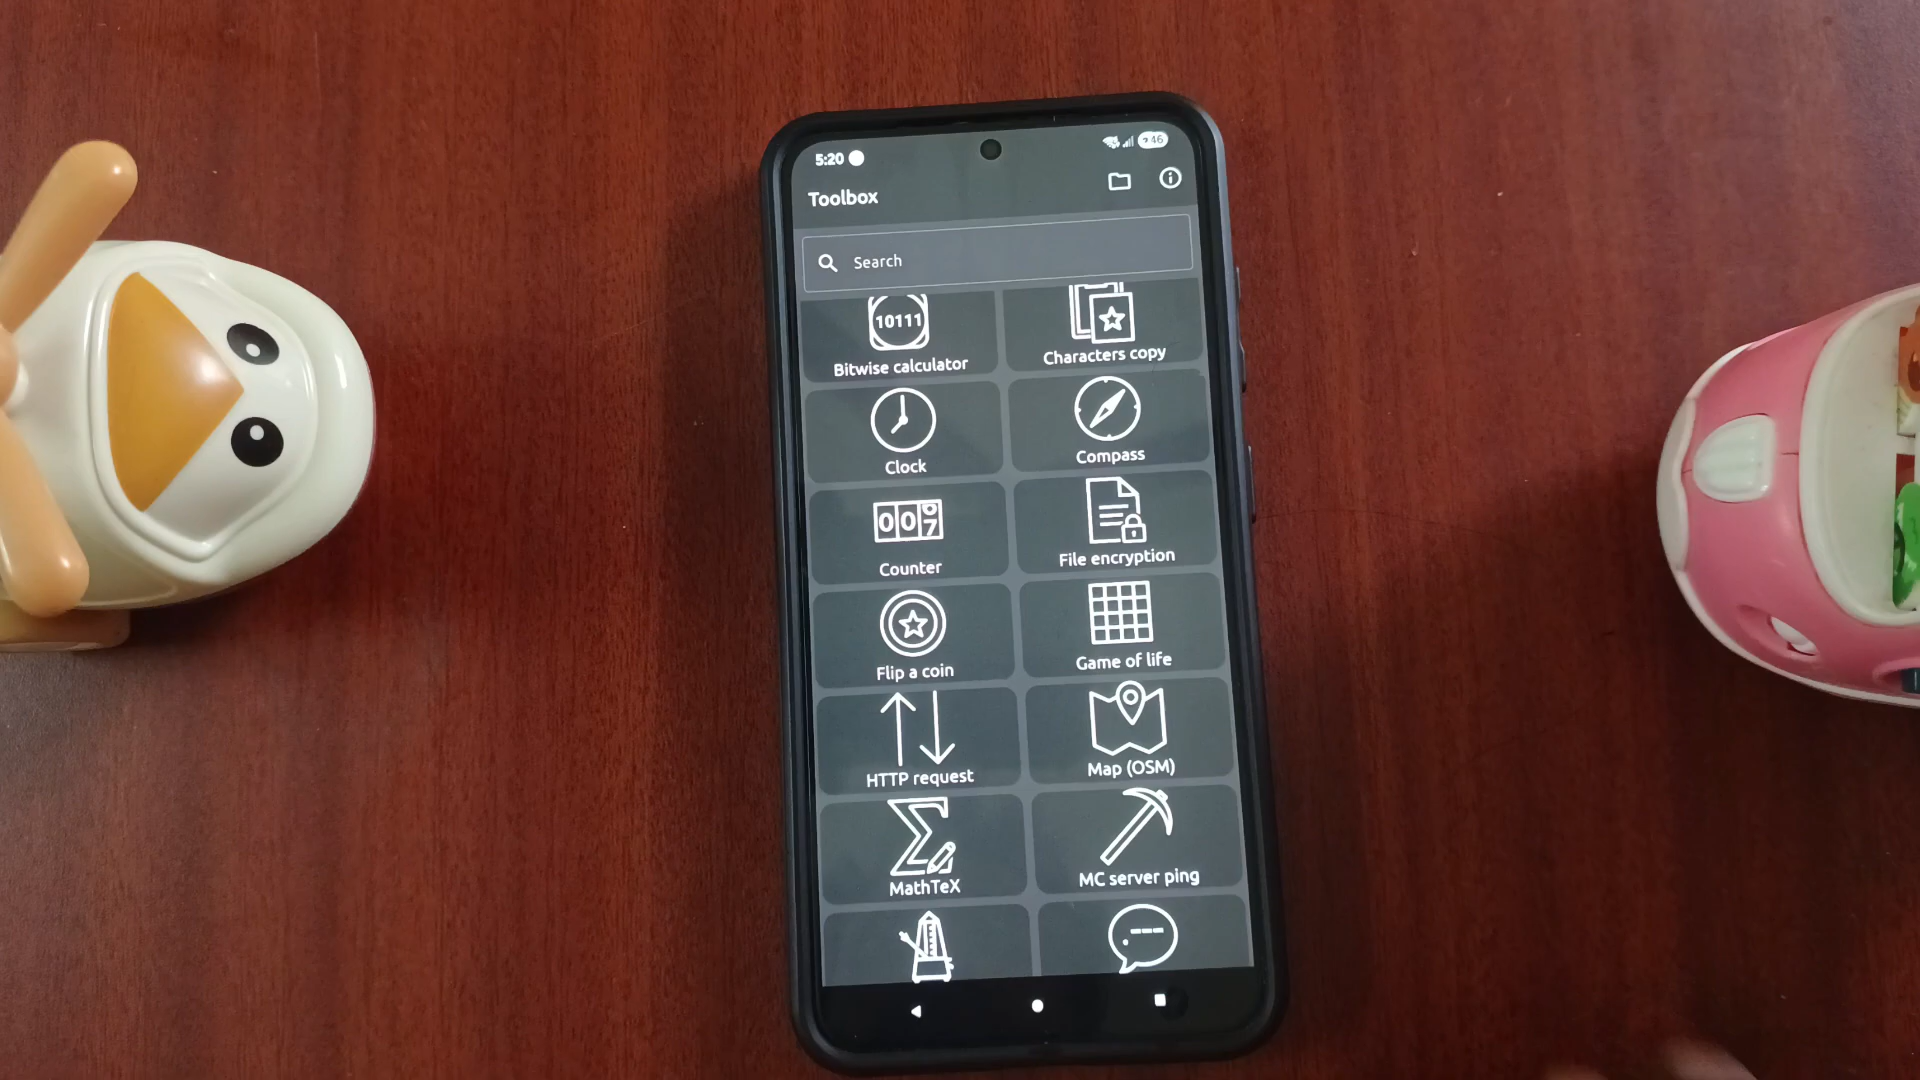 5:20
46
Toolbox
Search
10111
Bitwise calculator
Characters copy
Clock
Compass
007
Counter
File encryption
Flip a coin
Game of life
HTTP request
Map (OSM)
MathTeX
MC server ping